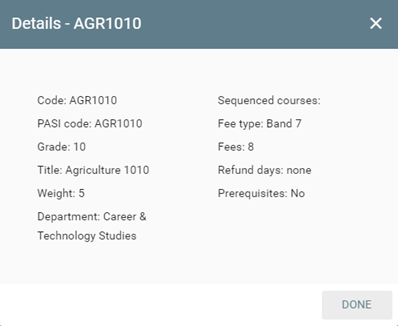 Details - AGR1010
Code: AGR1010
PASI code: AGR1010
Grade: 10
Title: Agriculture 1010
Weight: 5
Department: Career &
Technology Studies
Sequenced courses:
Fee type: Band 7
Fees: 8
Refund days: none
Prerequisites: No
DONE